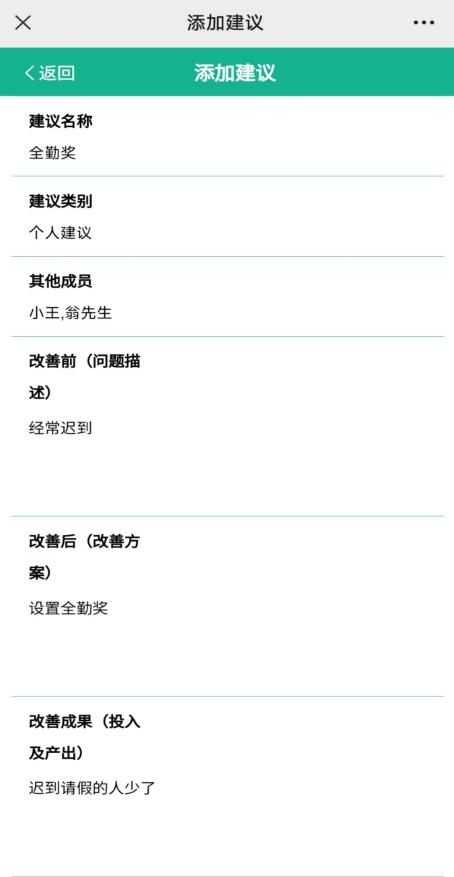 添加建议
返回 添加建议
建议名称
全勤奖
建议类别
个人建议
其他成员
小王,翁先生
改善前（问题描
述）
经常迟到
改善后（改善方
案）
设置全勤奖
改善成果（投入
及产出）
迟到请假的人少了